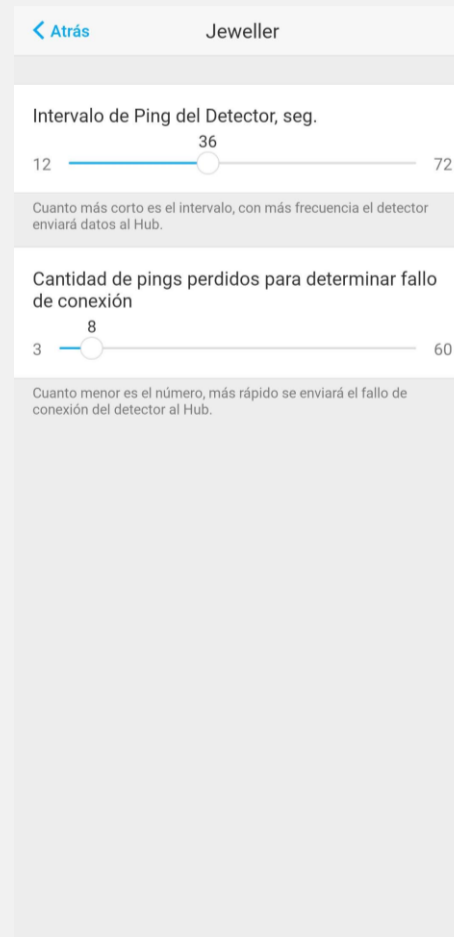 Atrás Jeweller
Intervalo de Ping del Detector, seg.
36
12 72
Cuanto más corto es el intervalo, con más frecuencia el detector
enviará datos al Hub.
Cantidad de pings perdidos para determinar fallo
de conexión
8
3 60
Cuanto menor es el número, más rápido se enviará el fallo de
conexión del detector al Hub.